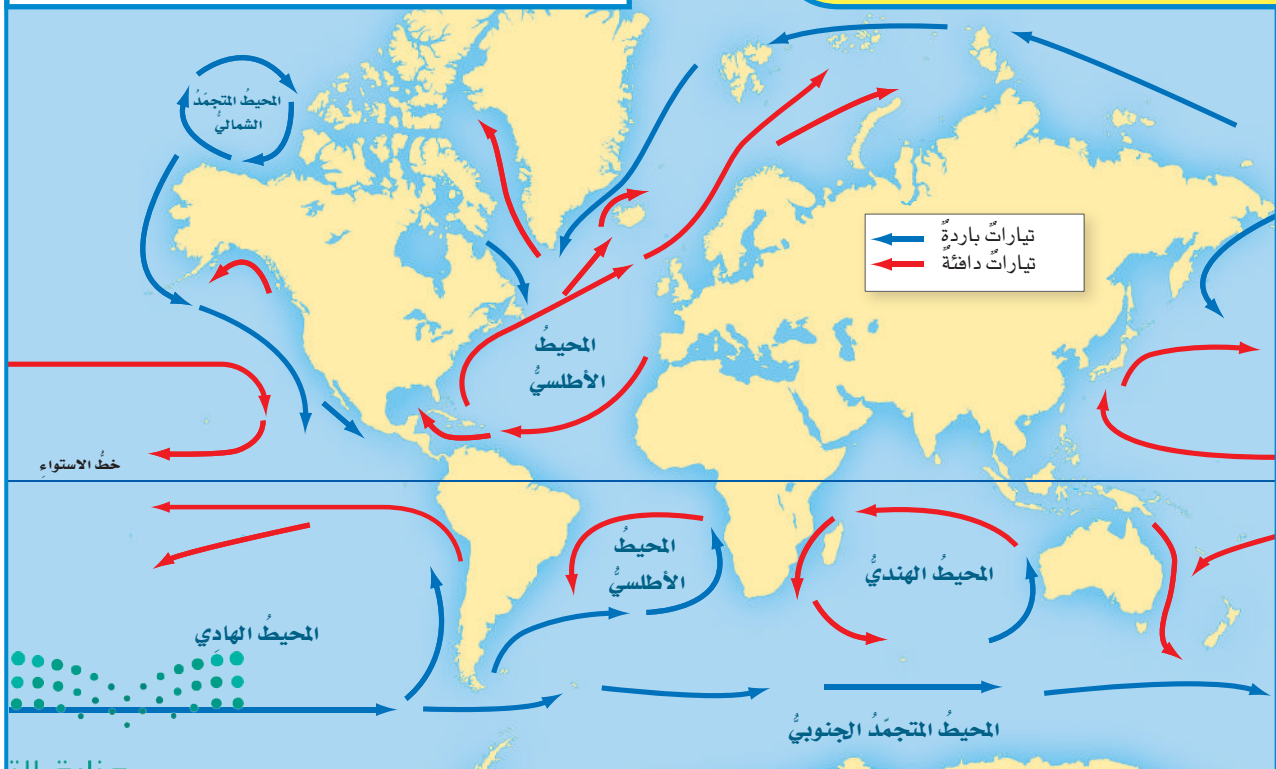 المحيطُ المتجمّدُ
الشماليُّ
تياراتٌ باردةٌ
تياراتٌ دافئةٌ
المحيطُ
الأطلسيُّ
خطُّ الاستواءِ
المحيطُ
الأطلسيُّ
المحيطُ الهنديُّ
المحيطُ الهادِي
المحيطُ المتجمّدُ الجنوبيُّ